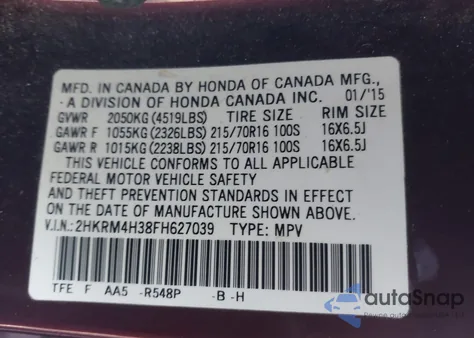 MFD. IN CANADA BY HONDA OF CANADA MFG.,
A DIVISION OF HONDA CANADA INC. 01/'15
GVWR 2050KG (4519LBS) TIRE SIZE RIM SIZE
GAWR F 1055KG (2326LBS) 215/70R16 100S 16X6.5J
GAWR R 1015KG (2238LBS) 215/70R16 100S 16X6.5J
THIS VEHICLE CONFORMS TO ALL APPLICABLE
FEDERAL MOTOR VEHICLE SAFETY
AND THEFT PREVENTION STANDARDS IN EFFECT ON
THE DATE OF MANUFACTURE SHOWN ABOVE.
V.I.N.: 2HKRM4H38FH627039 TYPE: MPV
TFE F AA5 -R548P -B -H
autoSnap